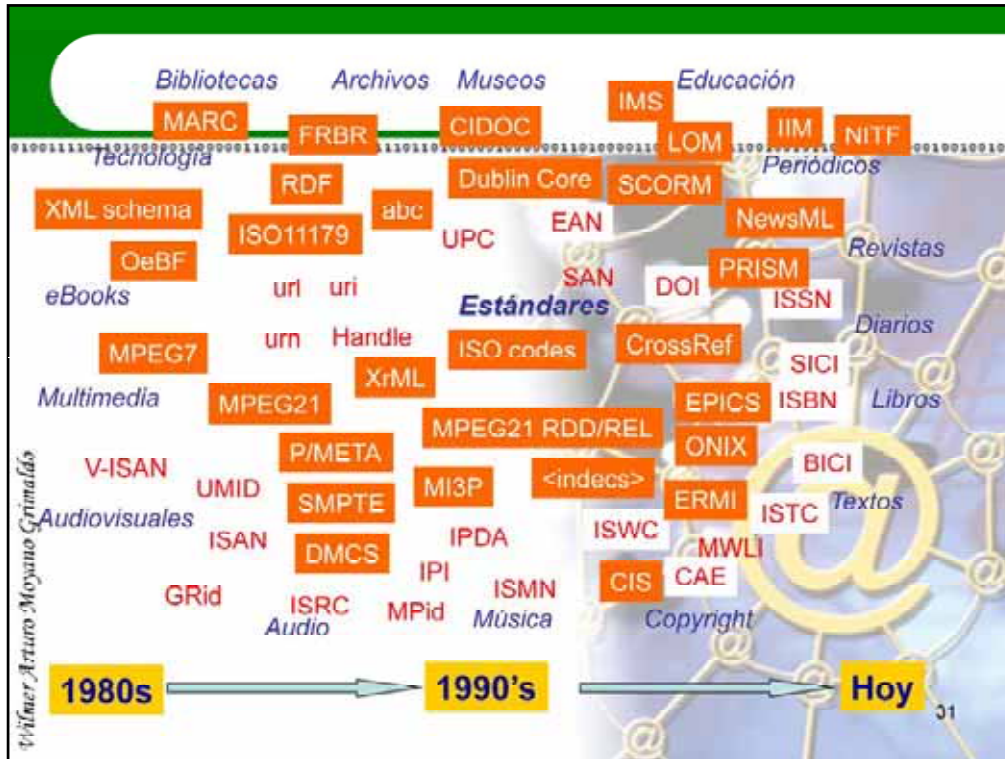 Bibliotecas Archivos Museos Educación
MARC FRBR CIDOC IMS LOM IIM NITF
Tecnología Periódicos
XML schema RDF abc Dublin Core SCORM
ISO11179 UPC EAN NewsML
OeBF Revistas
eBooks url uri SAN DOI PRISM ISSN
Estándares
urn Handle Diarios
MPEG7 XrML ISO codes CrossRef SICI
Multimedia MPEG21 EPICS ISBN Libros
MPEG21 RDD/REL
P/META ONIX
V-ISAN UMID MI3P <indecs> BICI
SMPTE ERMI Textos
Audiovisuales ISTC
ISAN DMCS IPDA ISWC MWLI
IPI CIS CAE
GRid ISRC MPid ISMN
Audio Música Copyright
1980s 1990's Hoy
31
Wilmer Arturo Moyano Grimaldo